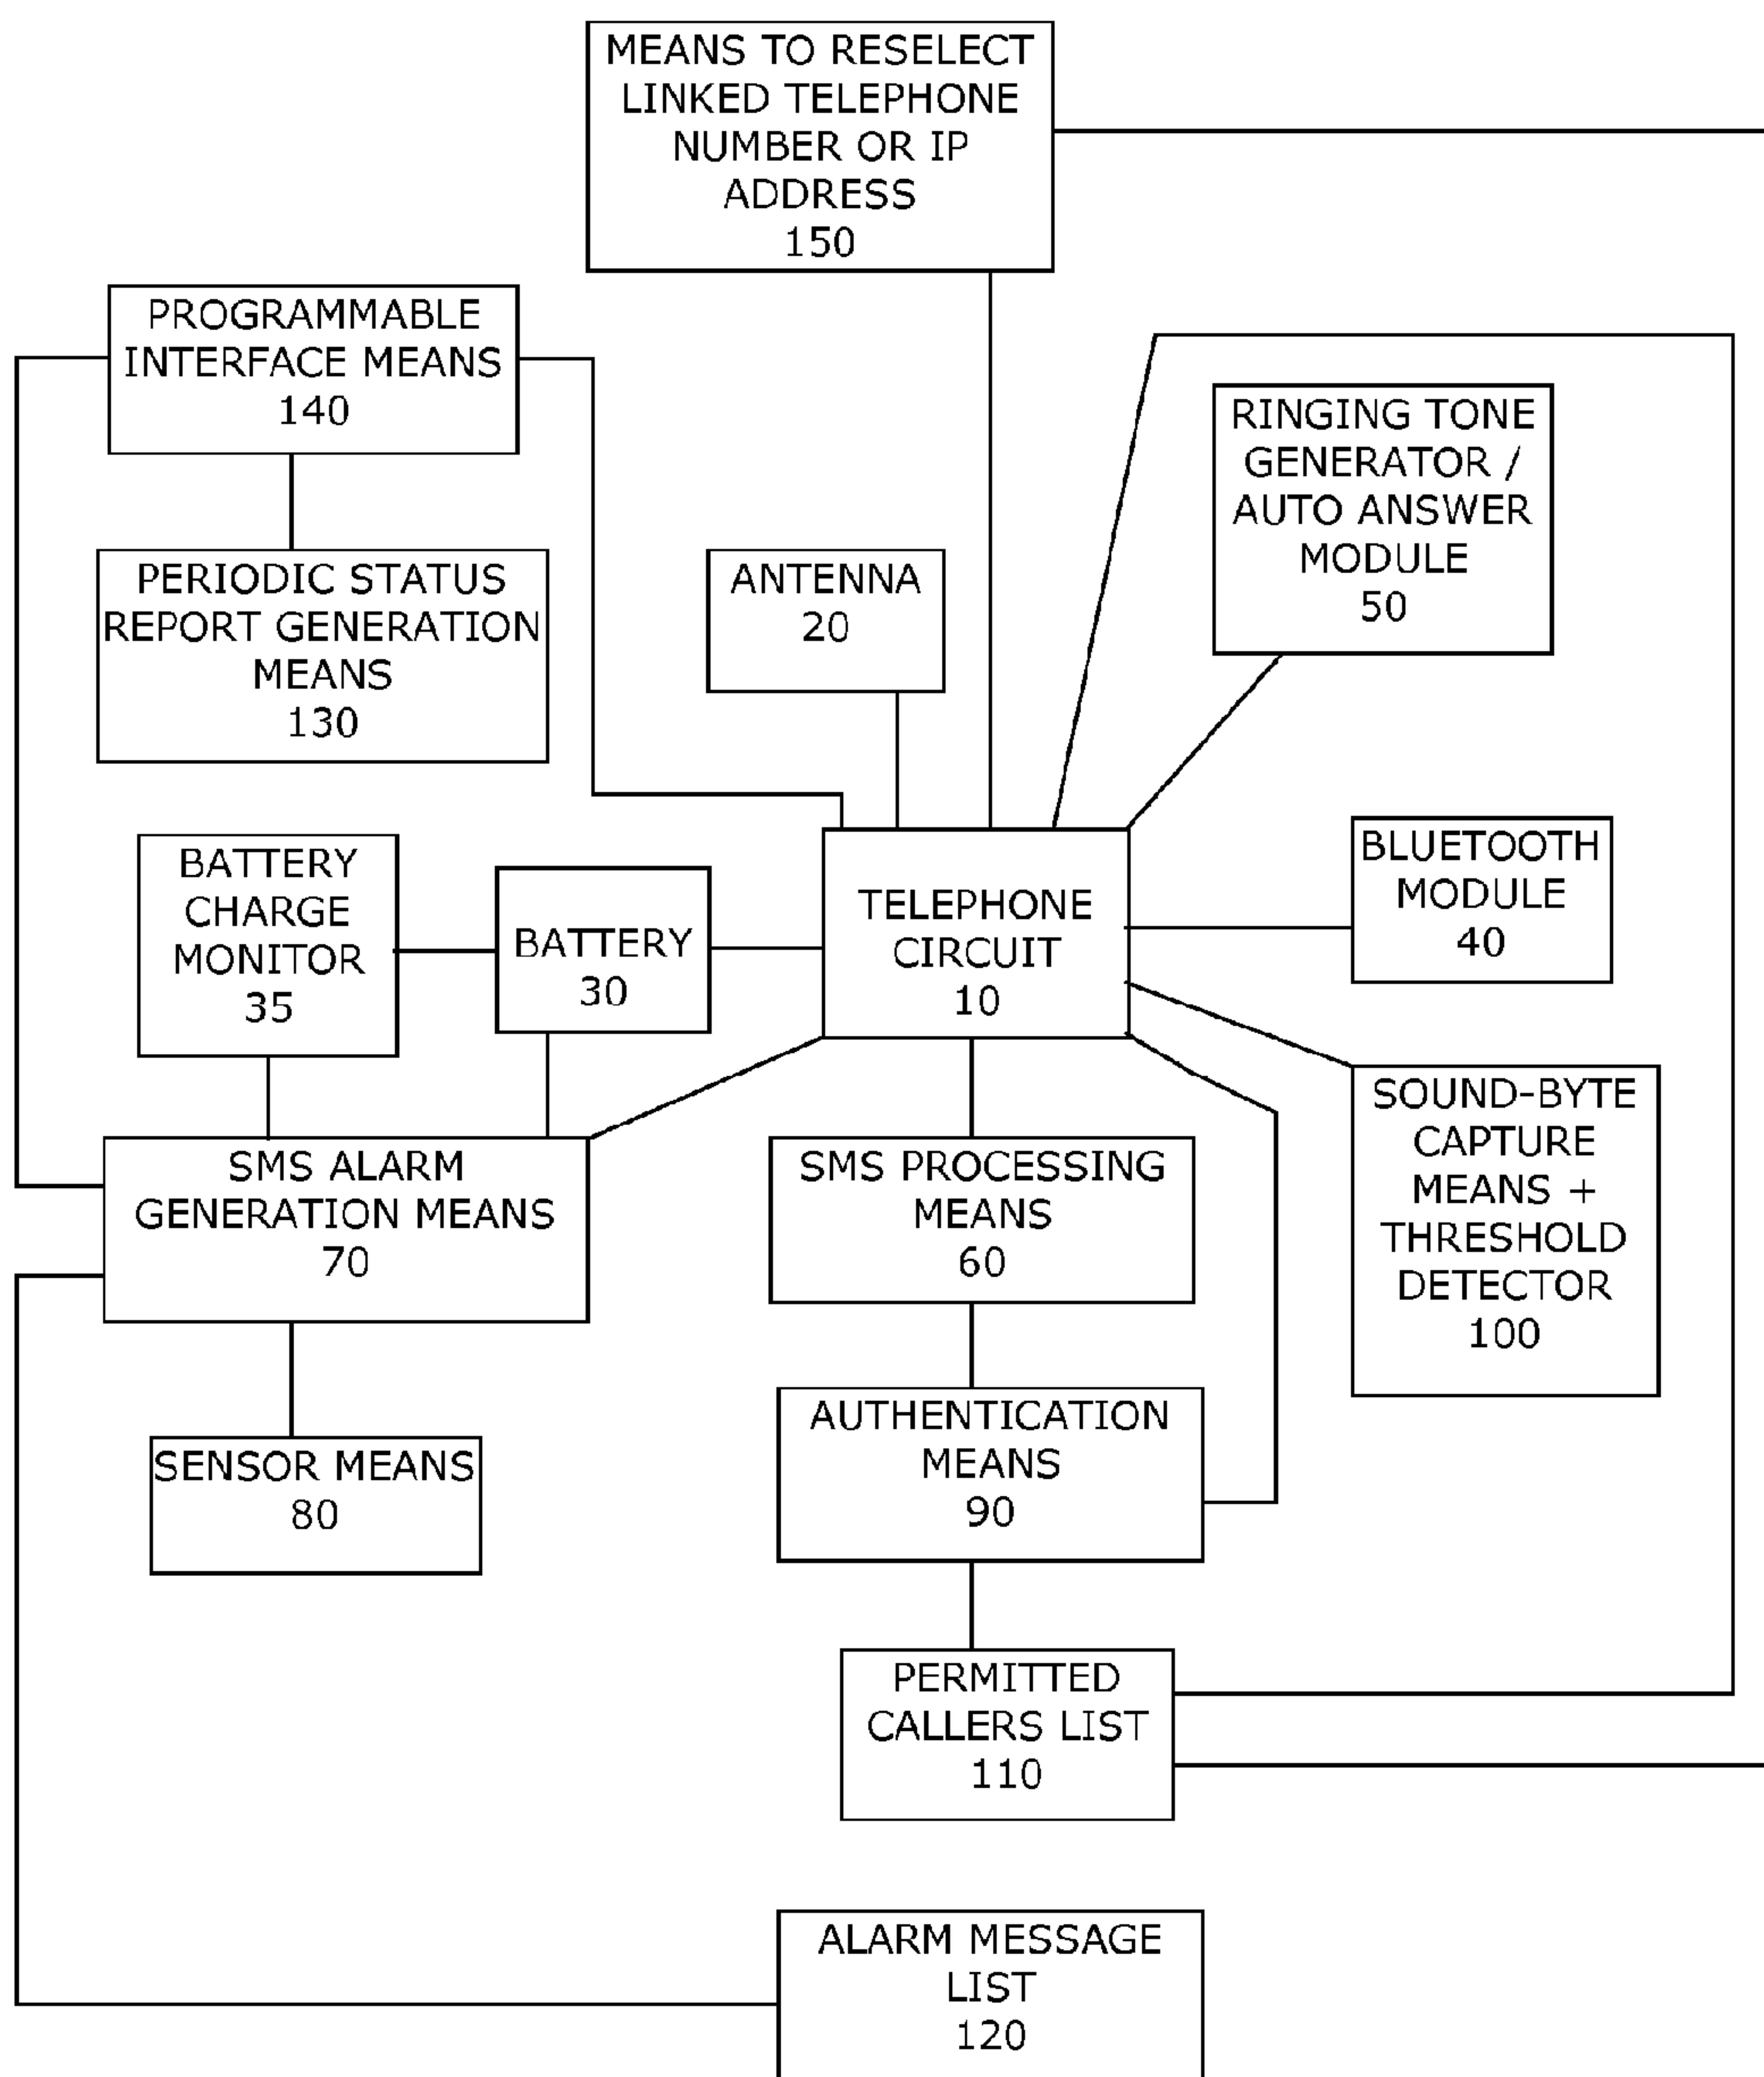 MEANS TO RESELECT
LINKED TELEPHONE
NUMBER OR IP
ADDRESS
150
PROGRAMMABLE
INTERFACE MEANS
140
RINGING TONE
GENERATOR /
AUTO ANSWER
MODULE
50
PERIODIC STATUS
REPORT GENERATION
MEANS
130
ANTENNA
20
BATTERY
CHARGE
MONITOR
35
BATTERY
30
TELEPHONE
CIRCUIT
10
BLUETOOTH
MODULE
40
SOUND-BYTE
CAPTURE
MEANS +
THRESHOLD
DETECTOR
100
SMS ALARM
GENERATION MEANS
70
SMS PROCESSING
MEANS
60
SENSOR MEANS
80
AUTHENTICATION
MEANS
90
PERMITTED
CALLERS LIST
110
ALARM MESSAGE
LIST
120